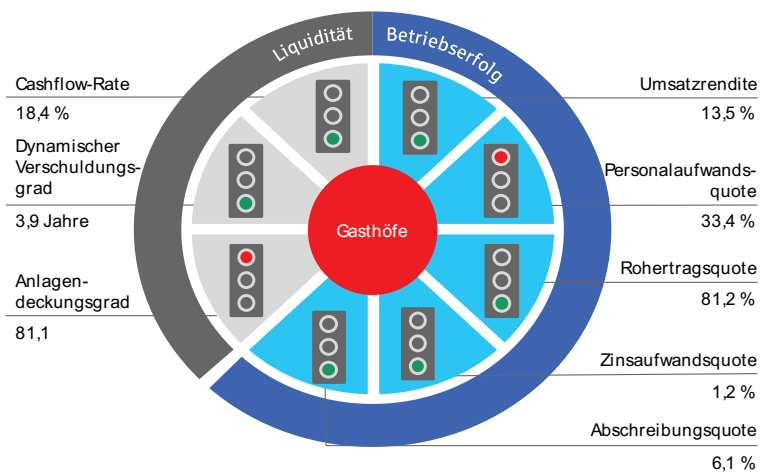 Liquidität
Betriebserfolg
Cashflow-Rate
18,4 %
Dynamischer
Verschuldungs-
grad
3,9 Jahre
Anlagen-
deckungsgrad
81,1
Gasthöfe
Umsatzrendite
13,5 %
Personalaufwands-
quote
33,4 %
Rohertragsquote
81,2 %
Zinsaufwandsquote
1,2 %
Abschreibungsquote
6,1 %